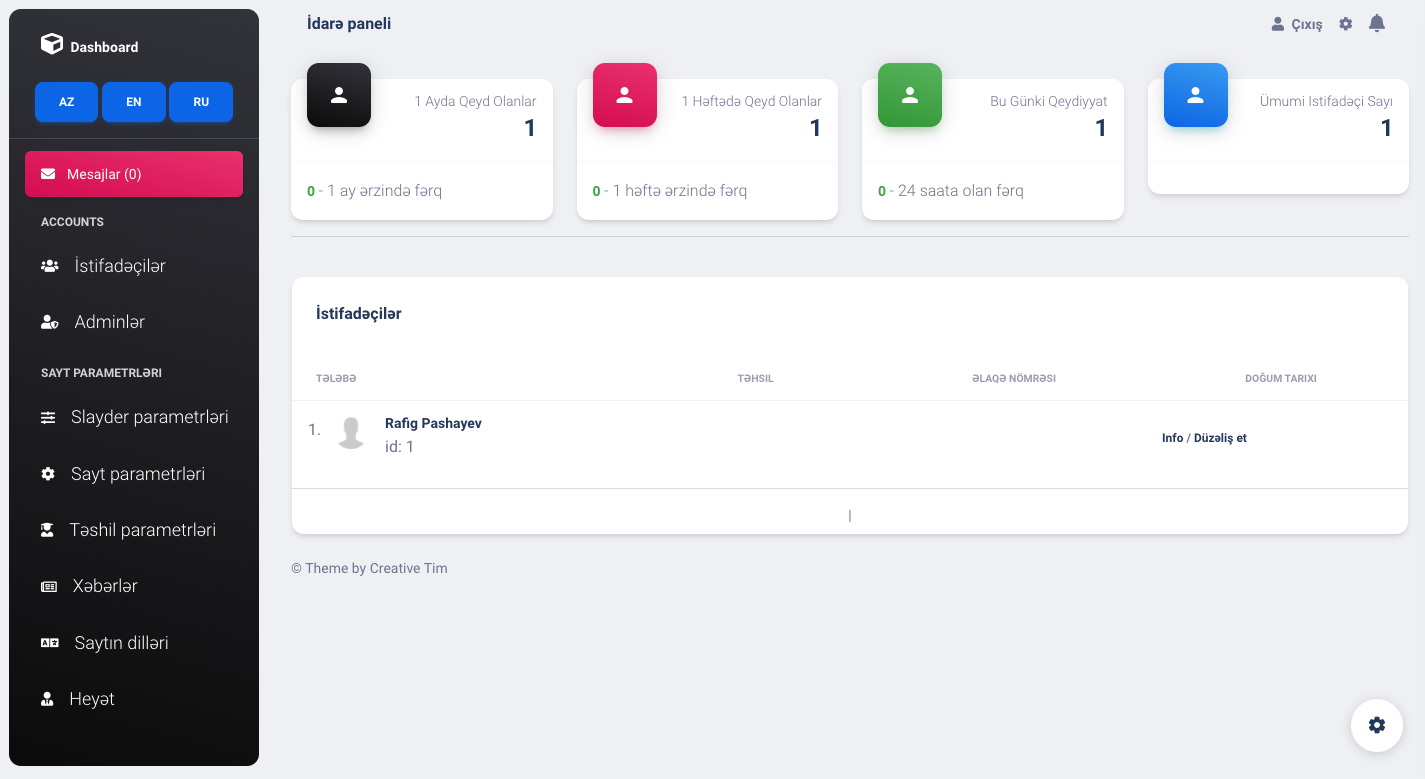 Dashboard
AZ EN RU
Mesajlar (0)
ACCOUNTS
İstifadəçilər
Adminlər
SAYT PARAMETRLƏRI
Slayder parametrləri
Sayt parametrləri
Təshil parametrləri
Xəbərlər
Saytın dilləri
Heyət
İdarə paneli
Çıxış
1 Ayda Qeyd Olanlar
1
0 - 1 ay ərzində fərq
1 Həftədə Qeyd Olanlar
1
0 - 1 həftə ərzində fərq
Bu Günki Qeydiyyat
1
0 - 24 saata olan fərq
Ümumi Istifadəçi Sayı
1
İstifadəçilər
TƏLƏBƏ TƏHSIL ƏLAQƏ NÖMRƏSI DOĞUM TARIXI
1. Rafig Pashayev Info / Düzəliş et
id: 1
|
© Theme by Creative Tim